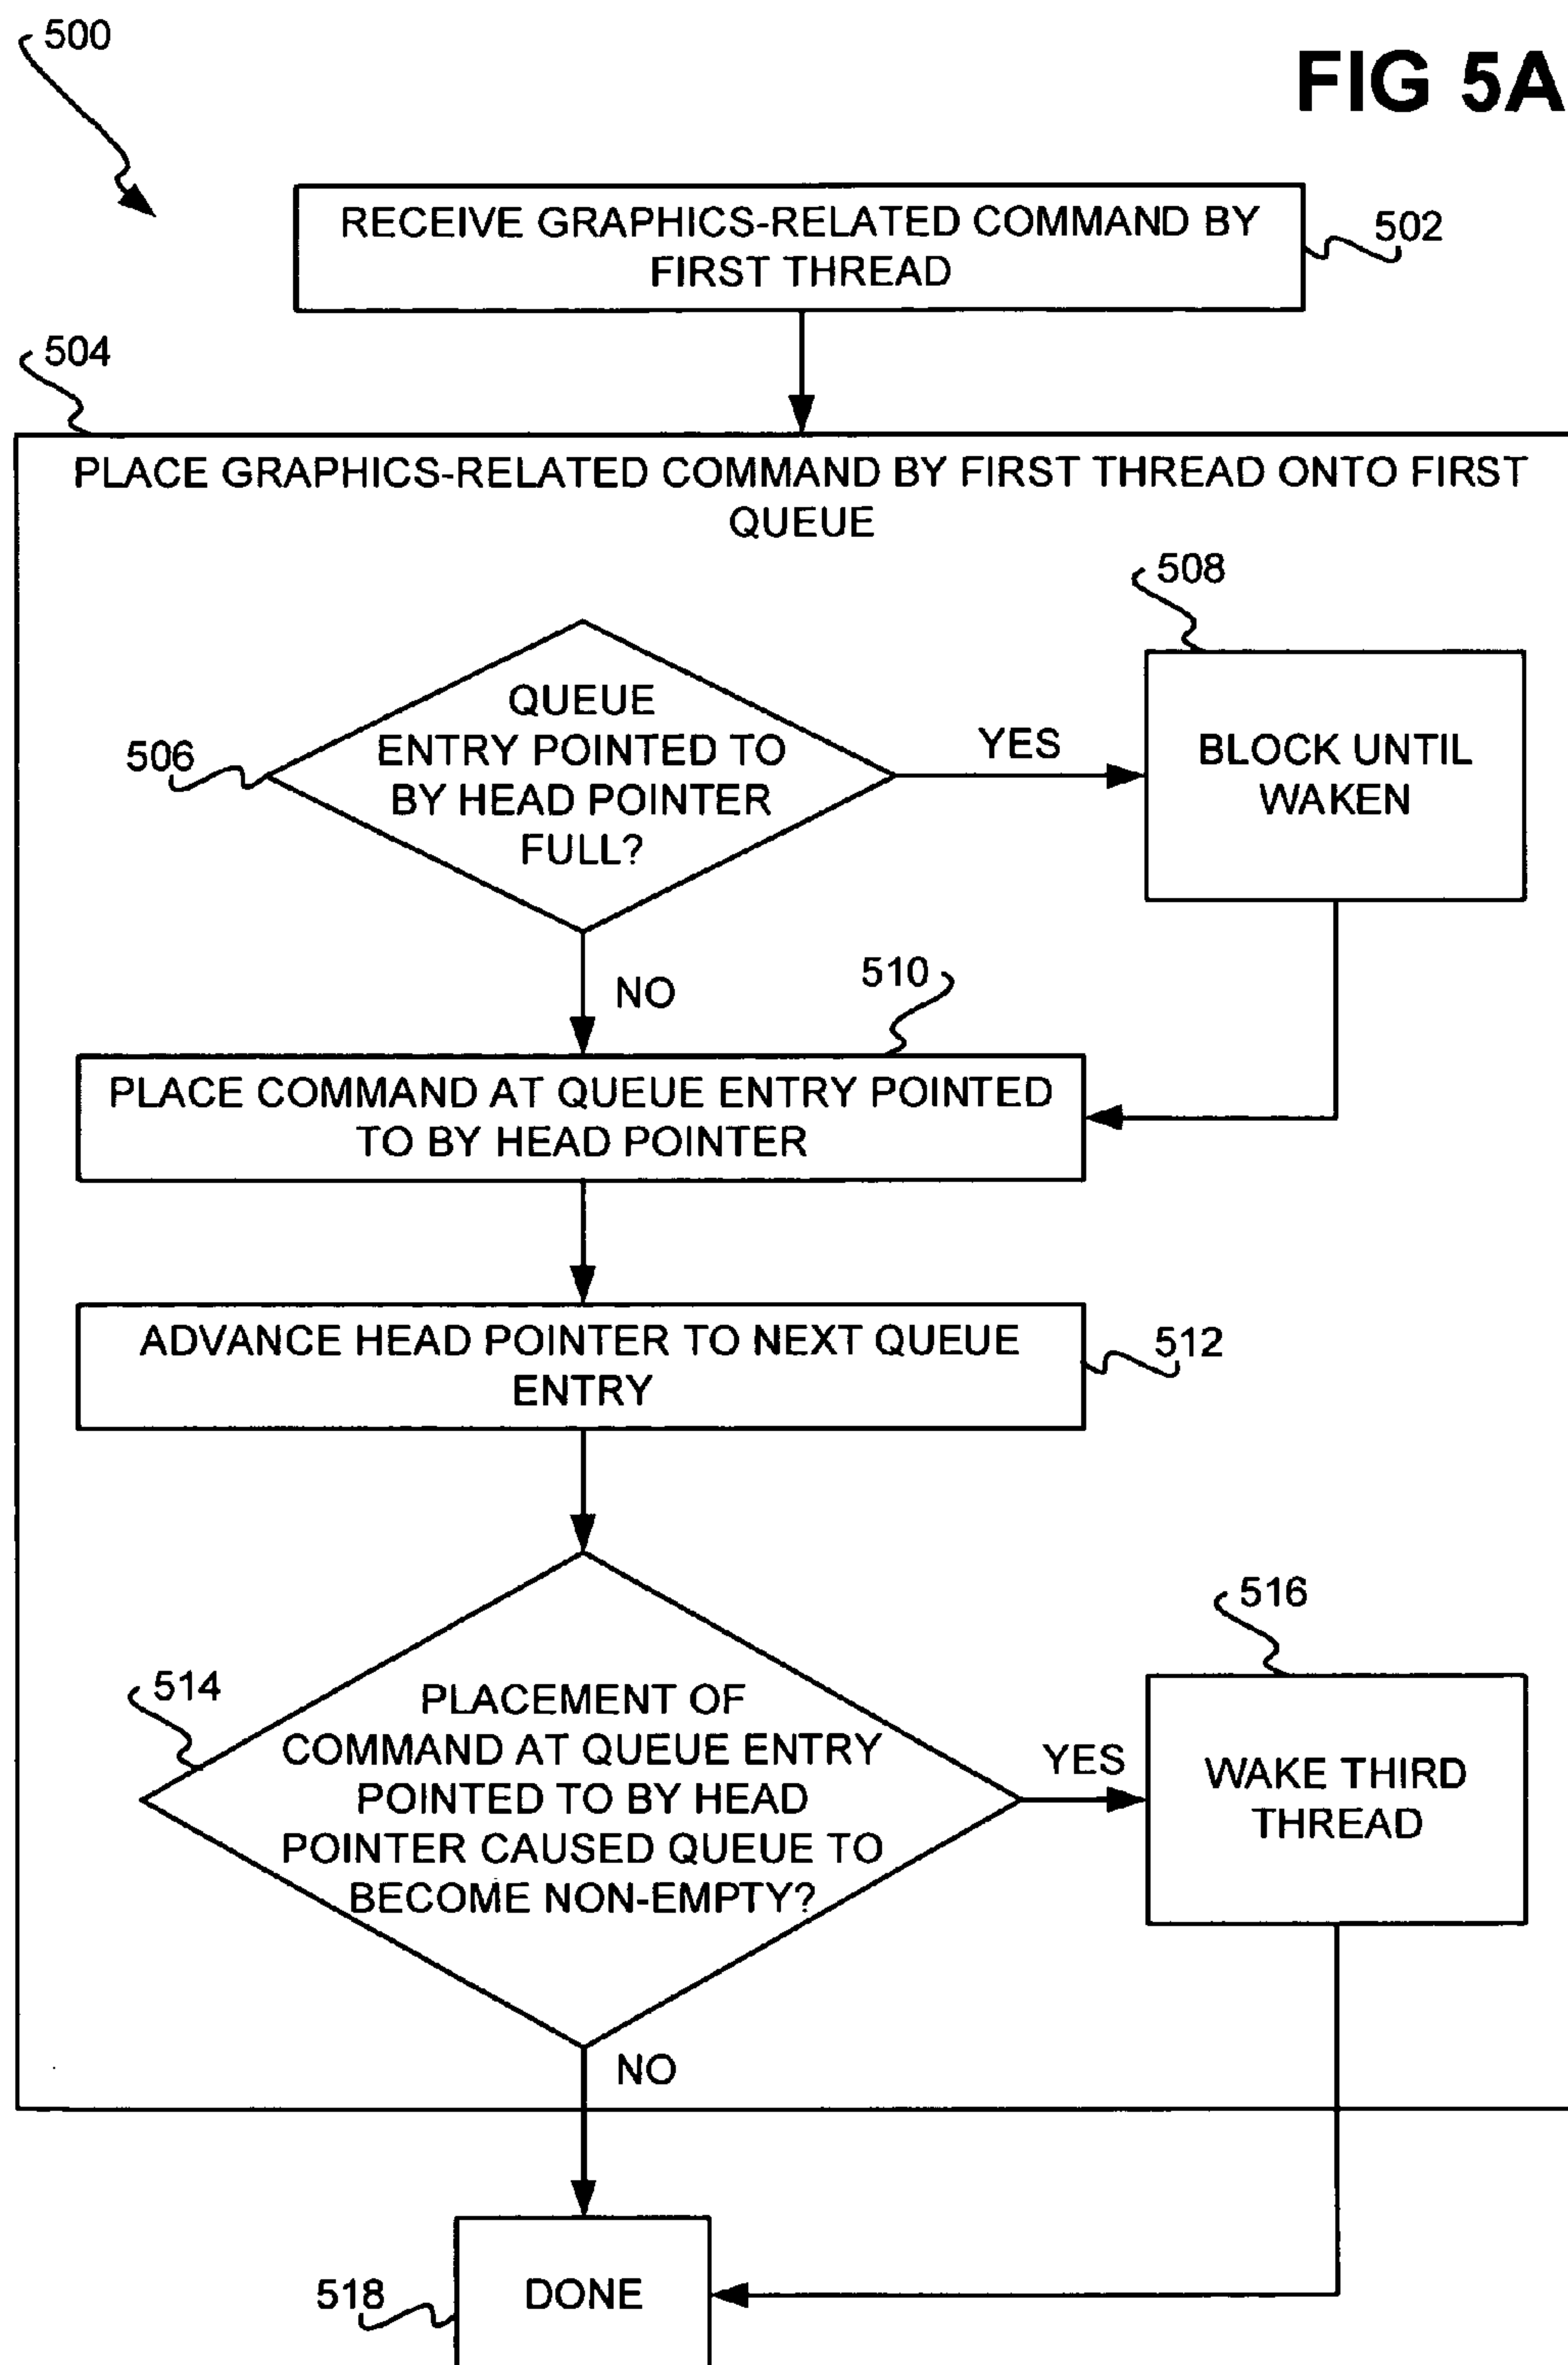 500
FIG 5A
RECEIVE GRAPHICS-RELATED COMMAND BY
FIRST THREAD
502
504
PLACE GRAPHICS-RELATED COMMAND BY FIRST THREAD ONTO FIRST
QUEUE
508
QUEUE
ENTRY POINTED TO
BY HEAD POINTER
FULL?
506
YES
BLOCK UNTIL
WAKEN
NO
510
PLACE COMMAND AT QUEUE ENTRY POINTED
TO BY HEAD POINTER
ADVANCE HEAD POINTER TO NEXT QUEUE
ENTRY
512
516
514
PLACEMENT OF
COMMAND AT QUEUE ENTRY
POINTED TO BY HEAD
POINTER CAUSED QUEUE TO
BECOME NON-EMPTY?
YES
WAKE THIRD
THREAD
NO
518
DONE